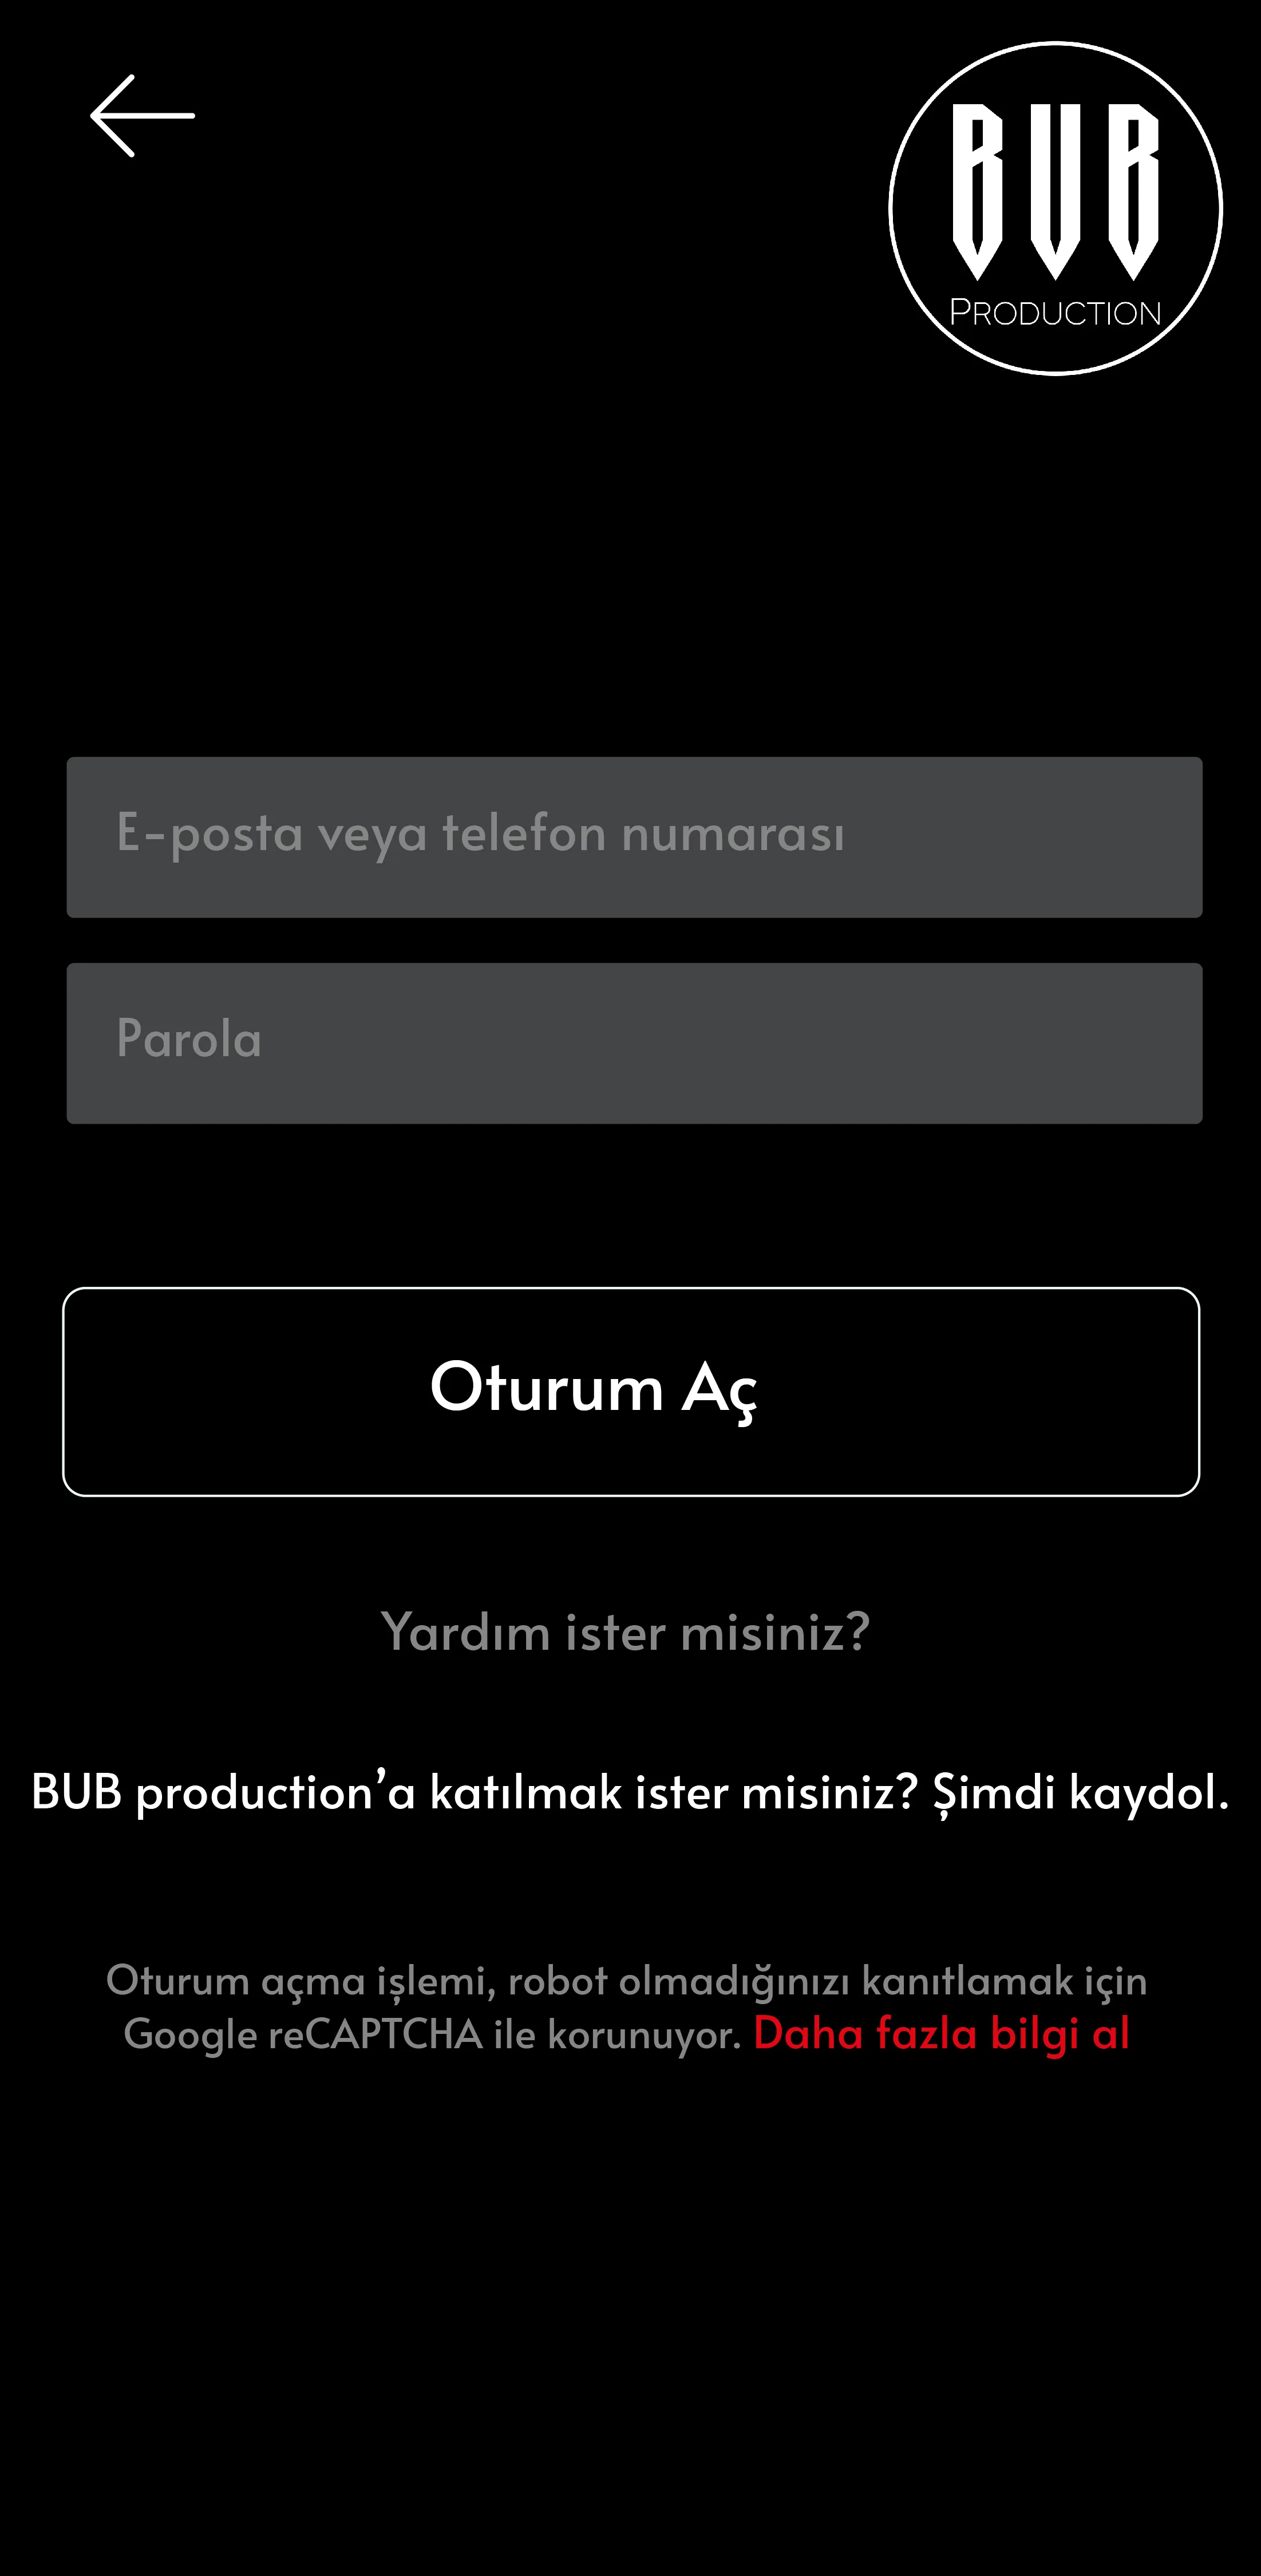 BUB
PRODUCTION
E-posta veya telefon numarası
Parola
Oturum Aç
Yardım ister misiniz?
BUB production’a katılmak ister misiniz? Şimdi kaydol.
Oturum açma işlemi, robot olmadığınızı kanıtlamak için
Google reCAPTCHA ile korunuyor. Daha fazla bilgi al